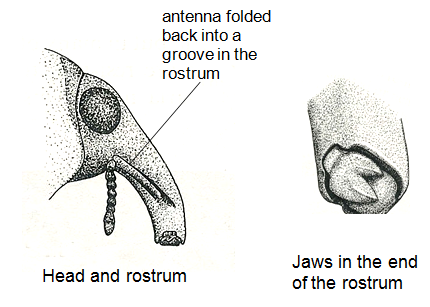 antenna folded
back into a
groove in the
rostrum
Head and rostrum
Jaws in the end
of the rostrum